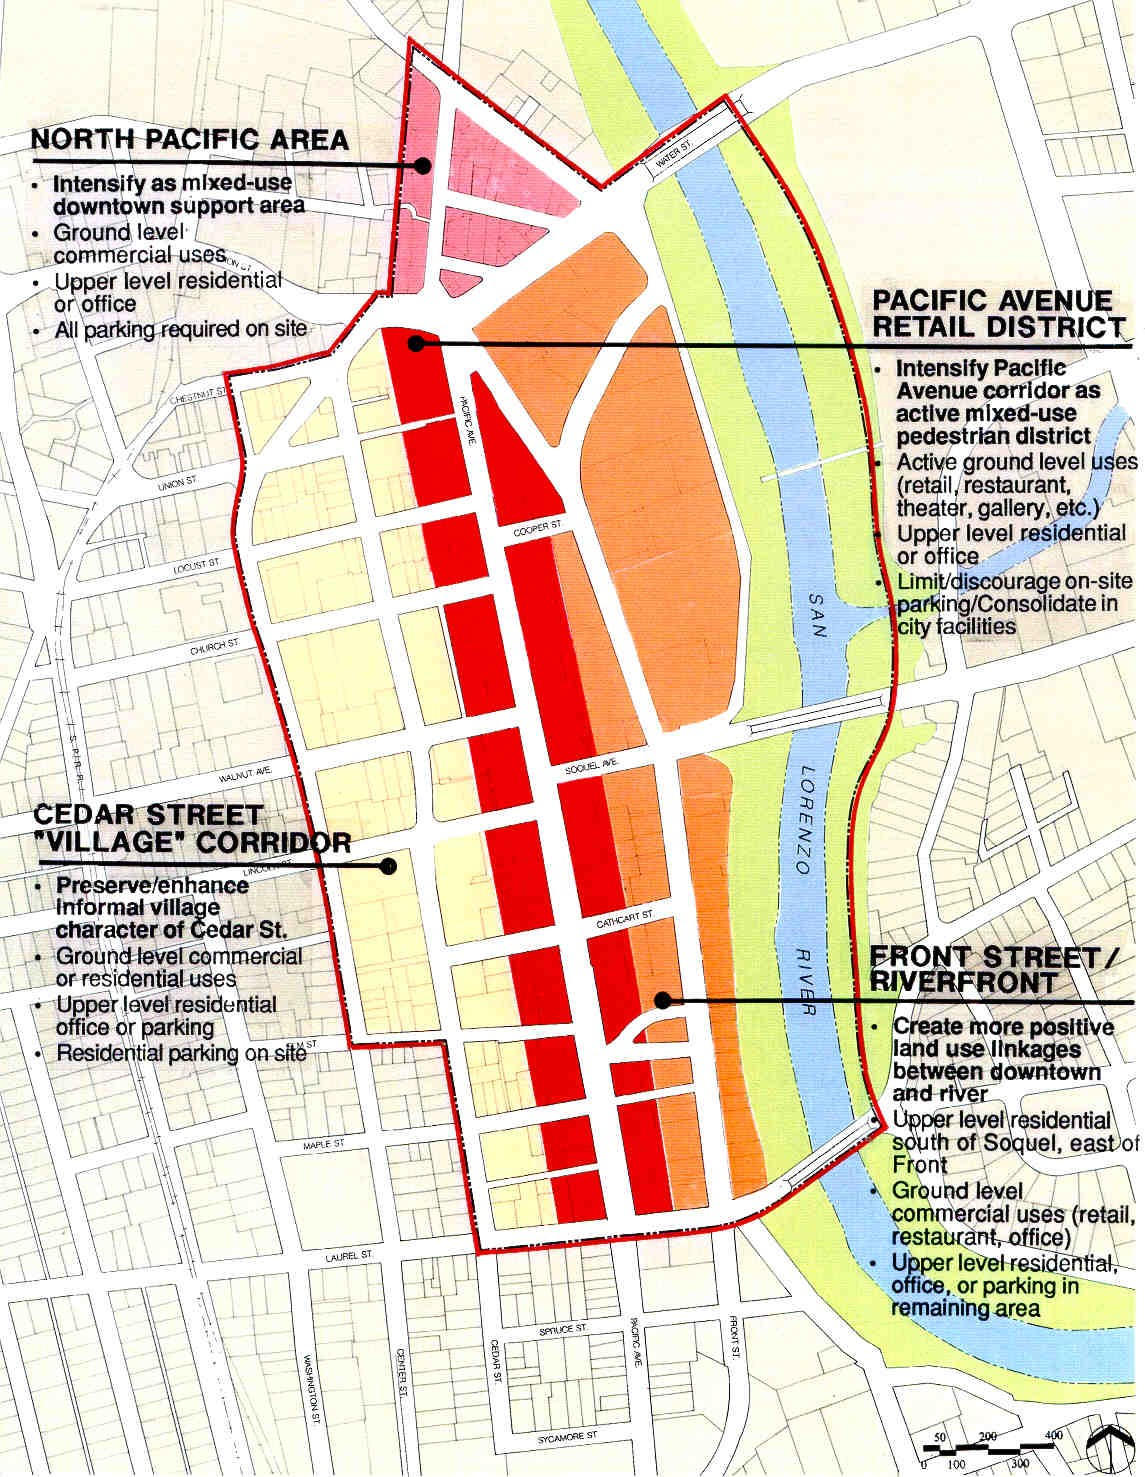 NORTH PACIFIC AREA
• Intensify as mixed-use
downtown support area
• Ground level
commercial uses
• Upper level residential
or office
• All parking required on site
WATER ST.
PACIFIC AVENUE
RETAIL DISTRICT
• Intensify Pacific
Avenue corridor as
active mixed-use
pedestrian district
• Active ground level uses
(retail, restaurant,
theater, gallery, etc.)
• Upper level residential
or office
• Limit/discourage on-site
parking/Consolidate in
city facilities
CHESTNUT ST.
PACIFIC AVE.
UNION ST.
COOPER ST.
LOCUST ST.
CHURCH ST.
SAN
LORENZO
RIVER
S. P. R. R.
WALNUT AVE.
SOQUEL AVE.
CEDAR STREET
"VILLAGE" CORRIDOR
LINCOLN ST.
• Preserve/enhance
informal village
character of Cedar St.
• Ground level commercial
or residential uses
• Upper level residential
office or parking
• Residential parking on site
ELM ST
CATHCART ST.
FRONT STREET/
RIVERFRONT
• Create more positive
land use linkages
between downtown
and river
• Upper level residential
south of Soquel, east of
Front
• Ground level
commercial uses (retail,
restaurant, office)
• Upper level residential,
office, or parking in
remaining area
MAPLE ST.
LAUREL ST.
SPRUCE ST.
SYCAMORE ST.
WASHINGTON ST.
CENTER ST.
CEDAR ST.
PACIFIC AVE.
FRONT ST.
50 200 400
0 100 300